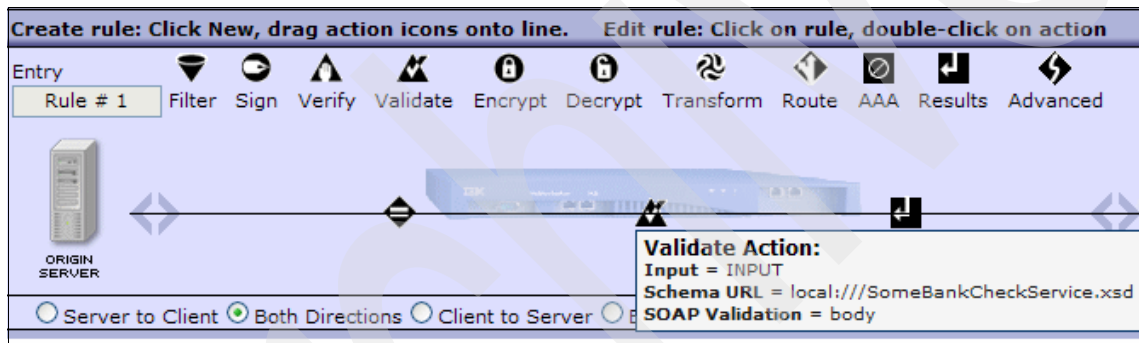 Create rule: Click New, drag action icons onto line. Edit rule: Click on rule, double-click on action
Entry
Rule # 1 Filter Sign Verify Validate Encrypt Decrypt Transform Route AAA Results Advanced
IBM
ORIGIN
SERVER
Validate Action:
Input = INPUT
Schema URL = local:///SomeBankCheckService.xsd
SOAP Validation = body
Server to Client Both Directions Client to Server